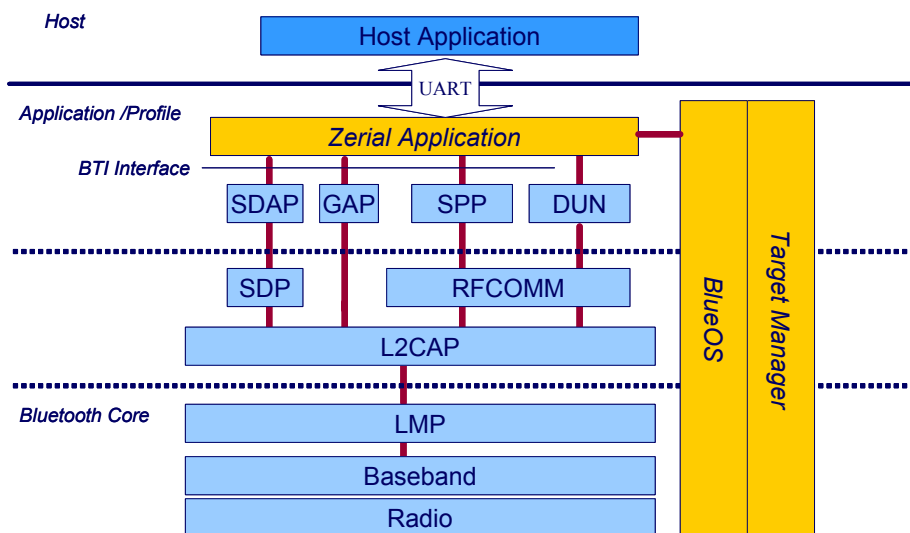 Host
Host Application
UART
Application /Profile
Zerial Application
BTI Interface
SDAP
GAP
SPP
DUN
SDP
RFCOMM
L2CAP
BlueOS
Target Manager
Bluetooth Core
LMP
Baseband
Radio